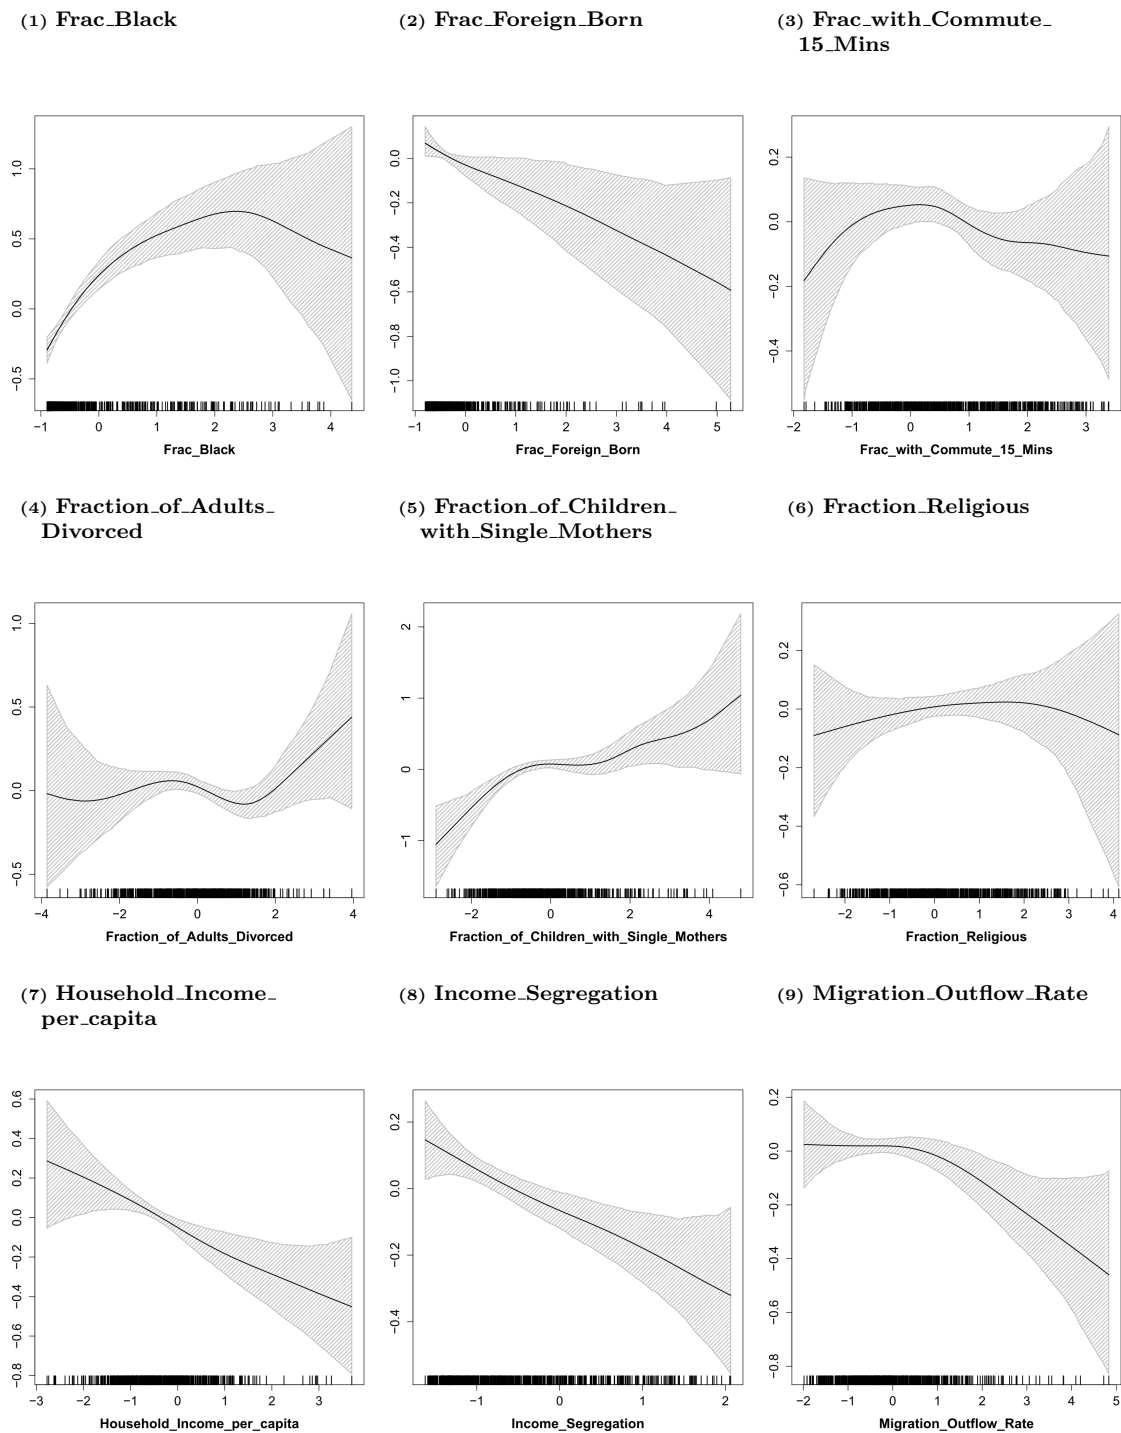 (1) Frac_Black
(2) Frac_Foreign_Born
(3) Frac_with_Commute_
15_Mins
1.0
0.5
0.0
−0.5
−1 0 1 2 3 4
Frac_Black
0.0
−0.2
−0.4
−0.6
−0.8
−1.0
−1 0 1 2 3 4 5
Frac_Foreign_Born
0.2
0.0
−0.2
−0.4
−2 −1 0 1 2 3
Frac_with_Commute_15_Mins
(4) Fraction_of_Adults_
Divorced
(5) Fraction_of_Children_
with_Single_Mothers
(6) Fraction_Religious
1.0
0.5
0.0
−0.5
−4 −2 0 2 4
Fraction_of_Adults_Divorced
2
1
0
−1
−2 0 2 4
Fraction_of_Children_with_Single_Mothers
0.2
0.0
−0.2
−0.4
−0.6
−2 −1 0 1 2 3 4
Fraction_Religious
(7) Household_Income_
per_capita
(8) Income_Segregation
(9) Migration_Outflow_Rate
0.6
0.4
0.2
0.0
−0.2
−0.4
−0.6
−0.8
−3 −2 −1 0 1 2 3
Household_Income_per_capita
0.2
0.0
−0.2
−0.4
−1 0 1 2
Income_Segregation
0.2
0.0
−0.2
−0.4
−0.6
−0.8
−2 −1 0 1 2 3 4 5
Migration_Outflow_Rate